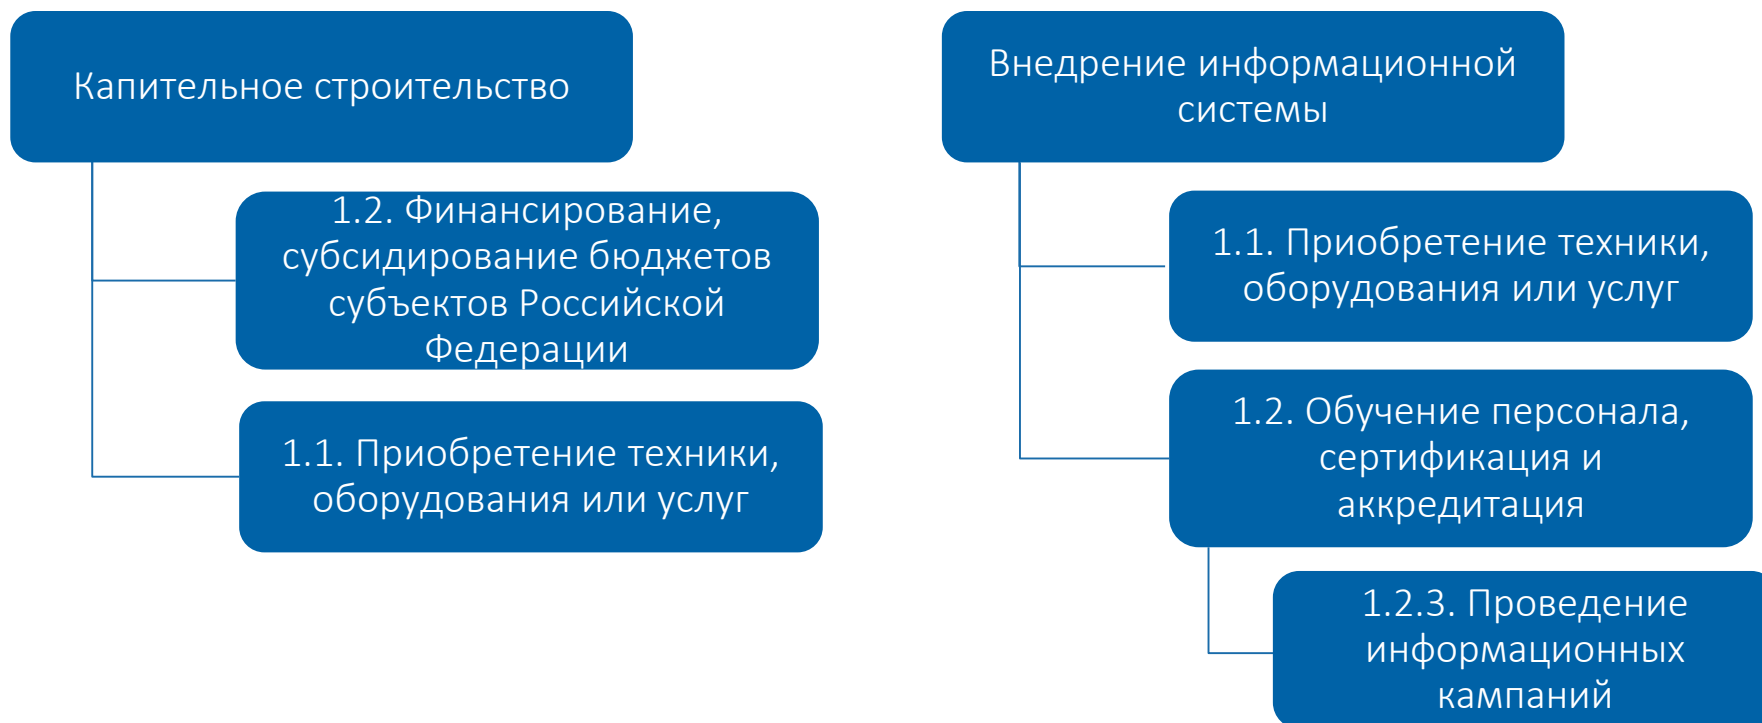 Капительное строительство
1.2. Финансирование,
субсидирование бюджетов
субъектов Российской
Федерации
1.1. Приобретение техники,
оборудования или услуг
Внедрение информационной
системы
1.1. Приобретение техники,
оборудования или услуг
1.2. Обучение персонала,
сертификация и
аккредитация
1.2.3. Проведение
информационных
кампаний